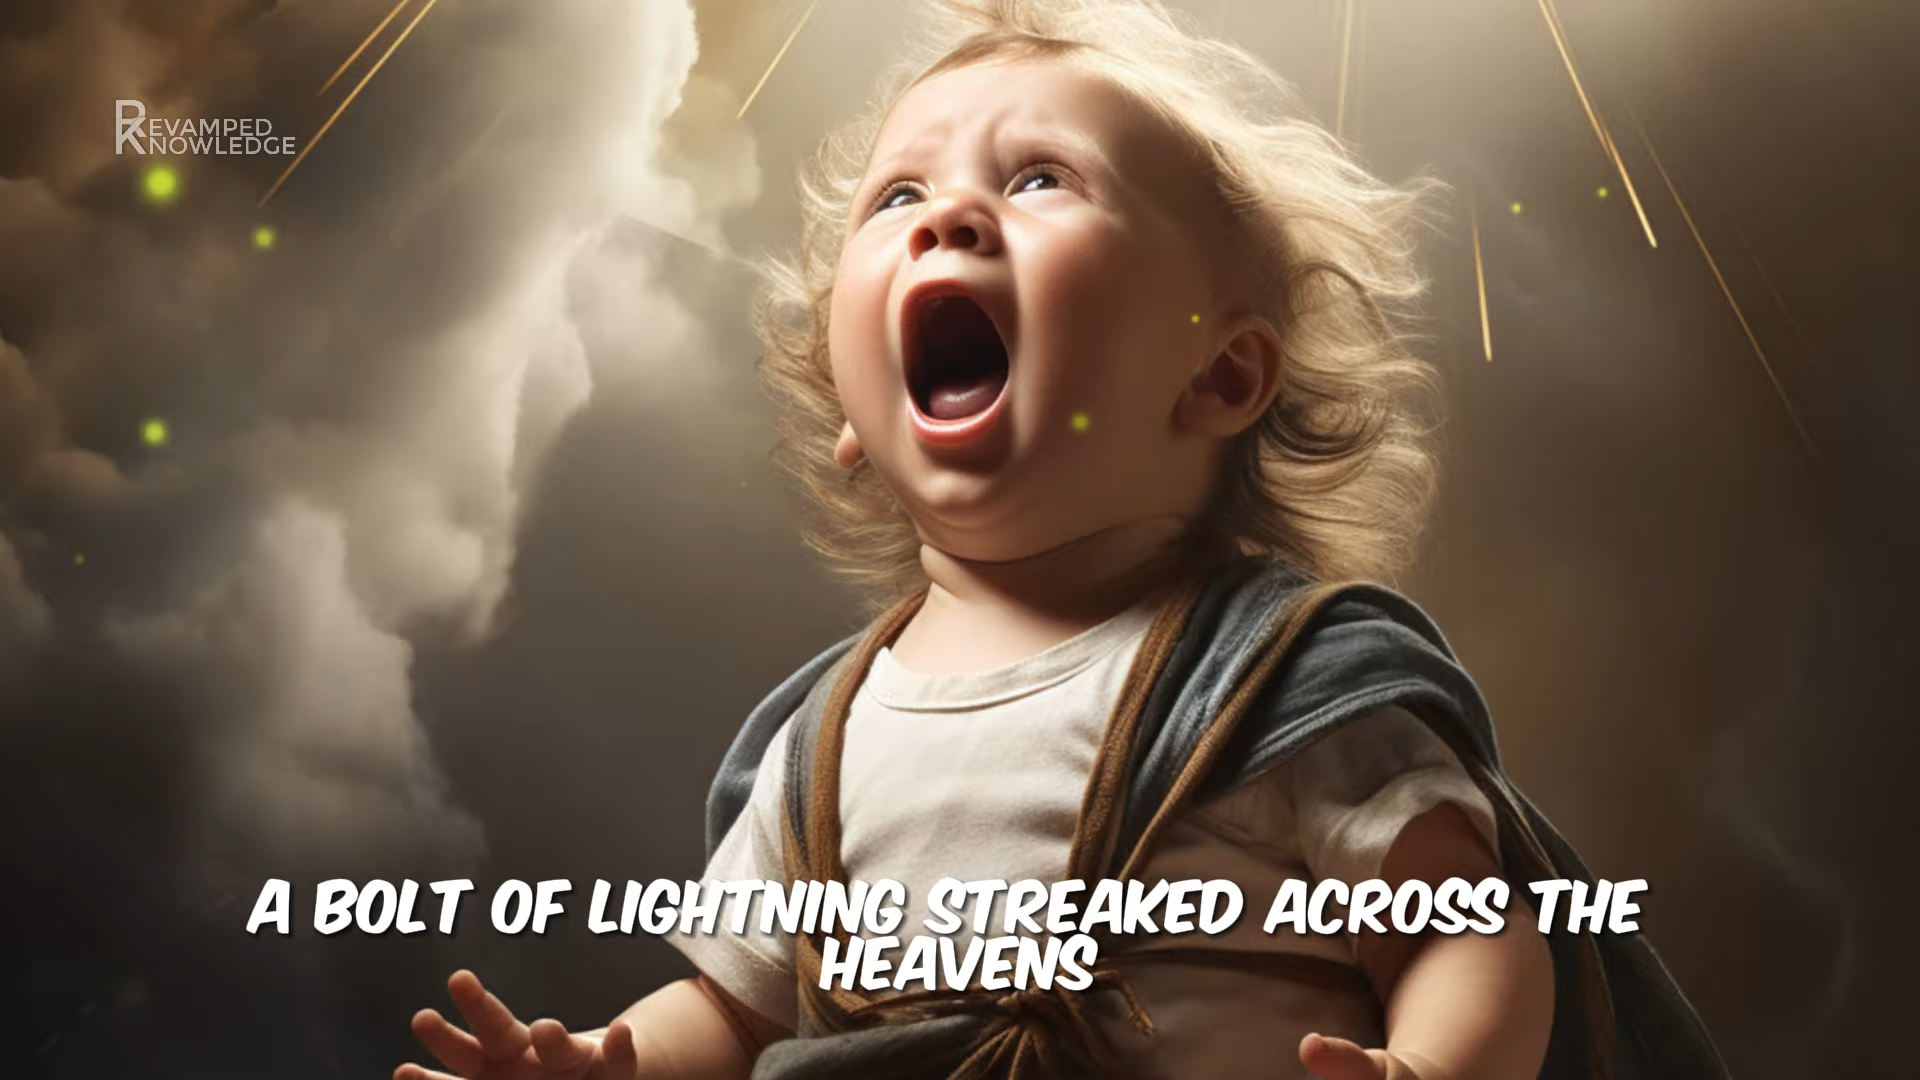 REVAMPED
KNOWLEDGE
A BOLT OF LIGHTNING STREAKED ACROSS THE
HEAVENS